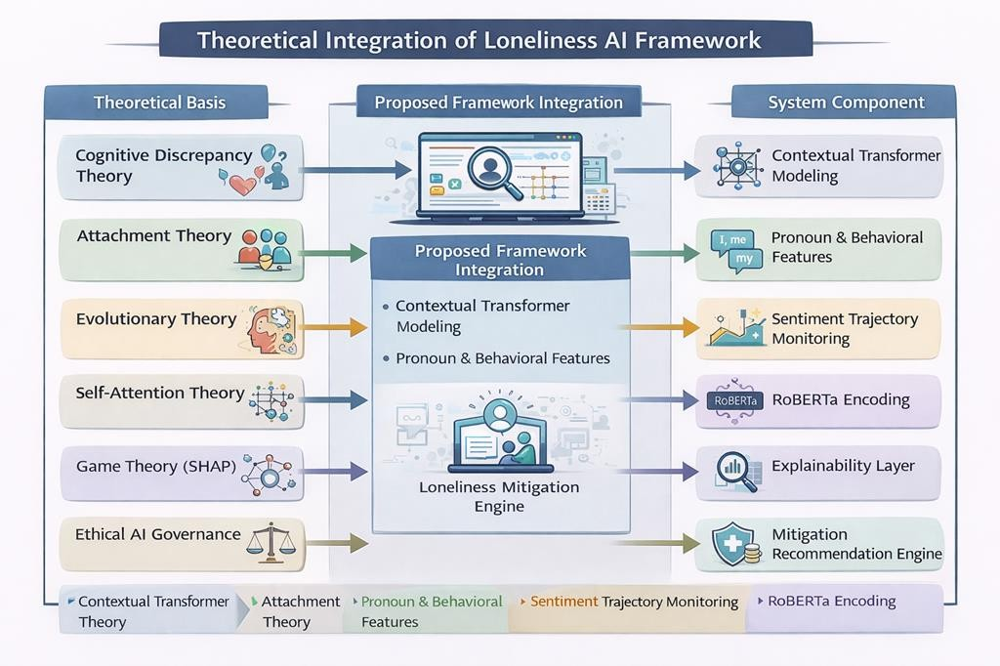 Theoretical Integration of Loneliness AI Framework
Theoretical Basis
Proposed Framework Integration
System Component
Cognitive Discrepancy
Theory
Contextual Transformer
Modeling
Attachment Theory
I, me
my
Pronoun & Behavioral
Features
Proposed Framework
Integration
• Contextual Transformer
Modeling
• Pronoun & Behavioral Features
Evolutionary Theory
Sentiment Trajectory
Monitoring
Self-Attention Theory
RoBERTa
RoBERTa Encoding
Game Theory (SHAP)
Explainability Layer
Loneliness Mitigation
Engine
Ethical AI Governance
Mitigation
Recommendation Engine
Contextual Transformer
Theory
Attachment
Theory
Pronoun & Behavioral
Features
Sentiment Trajectory Monitoring
RoBERTa Encoding